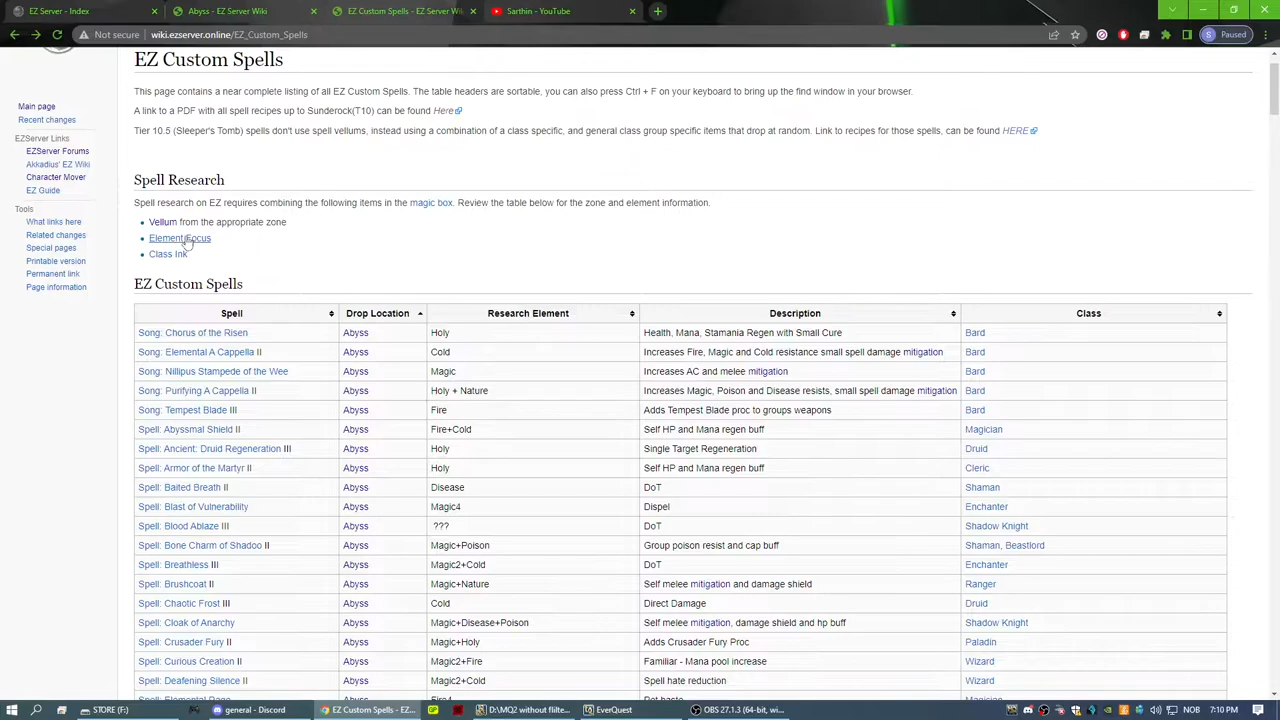 EZ Server - Index
Abyss - EZ Server Wiki
EZ Custom Spells - EZ Server Wi
Sarthin - YouTube
Not secure
wiki.ezserver.online/EZ_Custom_Spells
Paused
Main page
Recent changes
EZServer Links
EZServer Forums
Akkadius' EZ Wiki
Character Mover
EZ Guide
Tools
What links here
Related changes
Special pages
Printable version
Permanent link
Page information
EZ Custom Spells
This page contains a near complete listing of all EZ Custom Spells. The table headers are sortable, you can also press Ctrl + F on your keyboard to bring up the find window in your browser.
A link to a PDF with all spell recipes up to Sunderock(T10) can be found Here
Tier 10.5 (Sleeper's Tomb) spells don't use spell vellums, instead using a combination of a class specific, and general class group specific items that drop at random. Link to recipes for those spells, can be found HERE
Spell Research
Spell research on EZ requires combining the following items in the magic box. Review the table below for the zone and element information.
Vellum from the appropriate zone
Element Focus
Class Ink
EZ Custom Spells
Spell Drop Location Research Element Description Class
Song: Chorus of the Risen Abyss Holy Health, Mana, Stamania Regen with Small Cure Bard
Song: Elemental A Cappella II Abyss Cold Increases Fire, Magic and Cold resistance small spell damage mitigation Bard
Song: Nillipus Stampede of the Wee Abyss Magic Increases AC and melee mitigation Bard
Song: Purifying A Cappella II Abyss Holy + Nature Increases Magic, Poison and Disease resists, small spell damage mitigation Bard
Song: Tempest Blade III Abyss Fire Adds Tempest Blade proc to groups weapons Bard
Spell: Abyssmal Shield II Abyss Fire+Cold Self HP and Mana regen buff Magician
Spell: Ancient: Druid Regeneration III Abyss Holy Single Target Regeneration Druid
Spell: Armor of the Martyr II Abyss Holy Self HP and Mana regen buff Cleric
Spell: Baited Breath II Abyss Disease DoT Shaman
Spell: Blast of Vulnerability Abyss Magic4 Dispel Enchanter
Spell: Blood Ablaze III Abyss ??? DoT Shadow Knight
Spell: Bone Charm of Shadoo II Abyss Magic+Poison Group poison resist and cap buff Shaman, Beastlord
Spell: Breathless III Abyss Magic2+Cold DoT Enchanter
Spell: Brushcoat II Abyss Magic+Nature Self melee mitigation and damage shield Ranger
Spell: Chaotic Frost III Abyss Cold Direct Damage Druid
Spell: Cloak of Anarchy Abyss Magic+Disease+Poison Self melee mitigation, damage shield and hp buff Shadow Knight
Spell: Crusader Fury II Abyss Magic+Holy Adds Crusader Fury Proc Paladin
Spell: Curious Creation II Abyss Magic2+Fire Familiar - Mana pool increase Wizard
Spell: Deafening Silence II Abyss Magic2+Cold Spell hate reduction Wizard
Spell: Elemental Rage Abyss Fire4 Pet haste Magician
STORE (F:)
general - Discord
EZ Custom Spells - EZ...
D:\MQ2 without filte...
EverQuest
OBS 27.1.3 (64-bit, wi...
NOB
7:10 PM